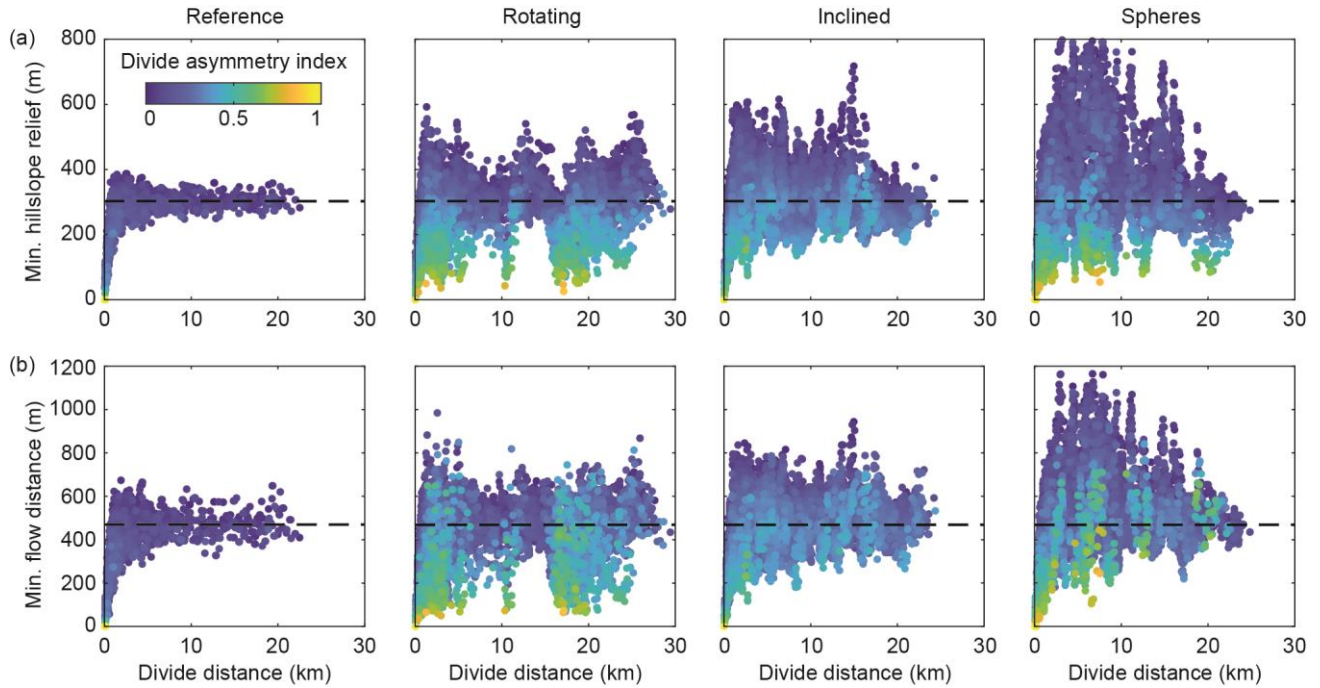 Reference Rotating Inclined Spheres
(a)
Min. hillslope relief (m)
800
600
400
200
0
Divide asymmetry index
0 0.5 1
0 10 20 30
0 10 20 30
0 10 20 30
0 10 20 30
(b)
Min. flow distance (m)
1200
1000
800
600
400
200
0
0 10 20 30
0 10 20 30
0 10 20 30
0 10 20 30
Divide distance (km) Divide distance (km) Divide distance (km) Divide distance (km)